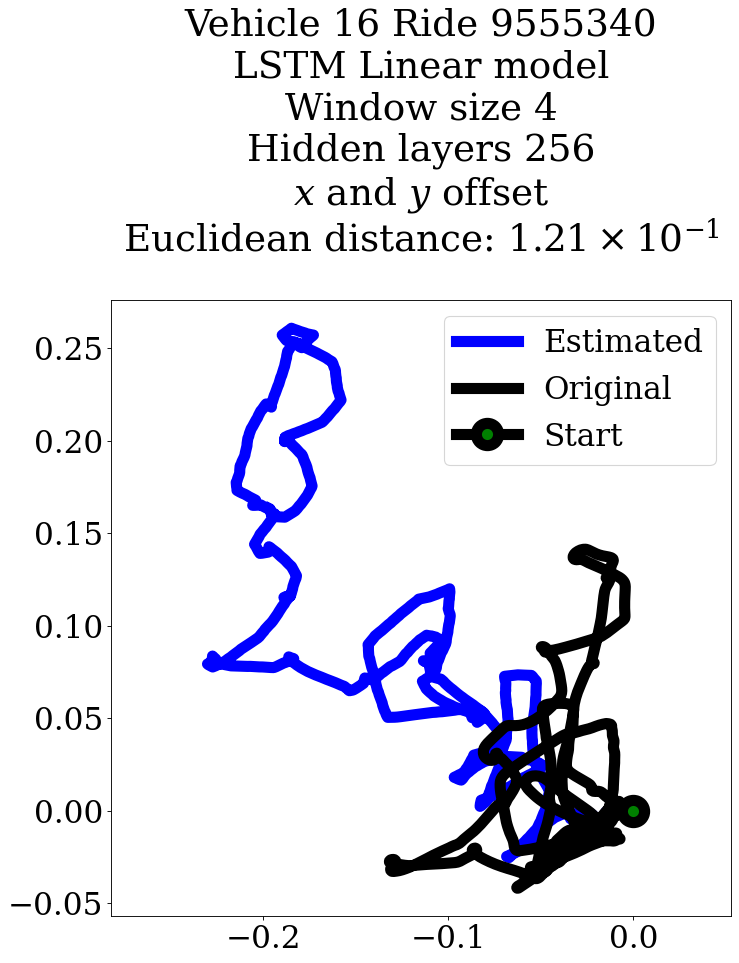 Vehicle 16 Ride 9555340
LSTM Linear model
Window size 4
Hidden layers 256
x and y offset
Euclidean distance: 1.21 × 10⁻¹
Estimated
Original
Start
0.25
0.20
0.15
0.10
0.05
0.00
−0.05
−0.2
−0.1
0.0